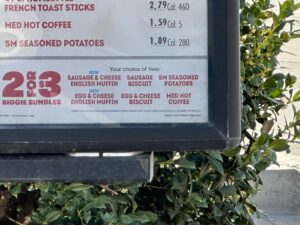 FRENCH TOAST STICKS 2.79 Cal: 460
MED HOT COFFEE 1.59 Cal: 5
SM SEASONED POTATOES 1.89 Cal: 280
Your choice of two:
2 FOR $3
BIGGIE BUNDLES
NEW
SAUSAGE & CHEESE ENGLISH MUFFIN
SAUSAGE BISCUIT
SM SEASONED POTATOES
NEW
EGG & CHEESE ENGLISH MUFFIN
EGG & CHEESE BISCUIT
MED HOT COFFEE